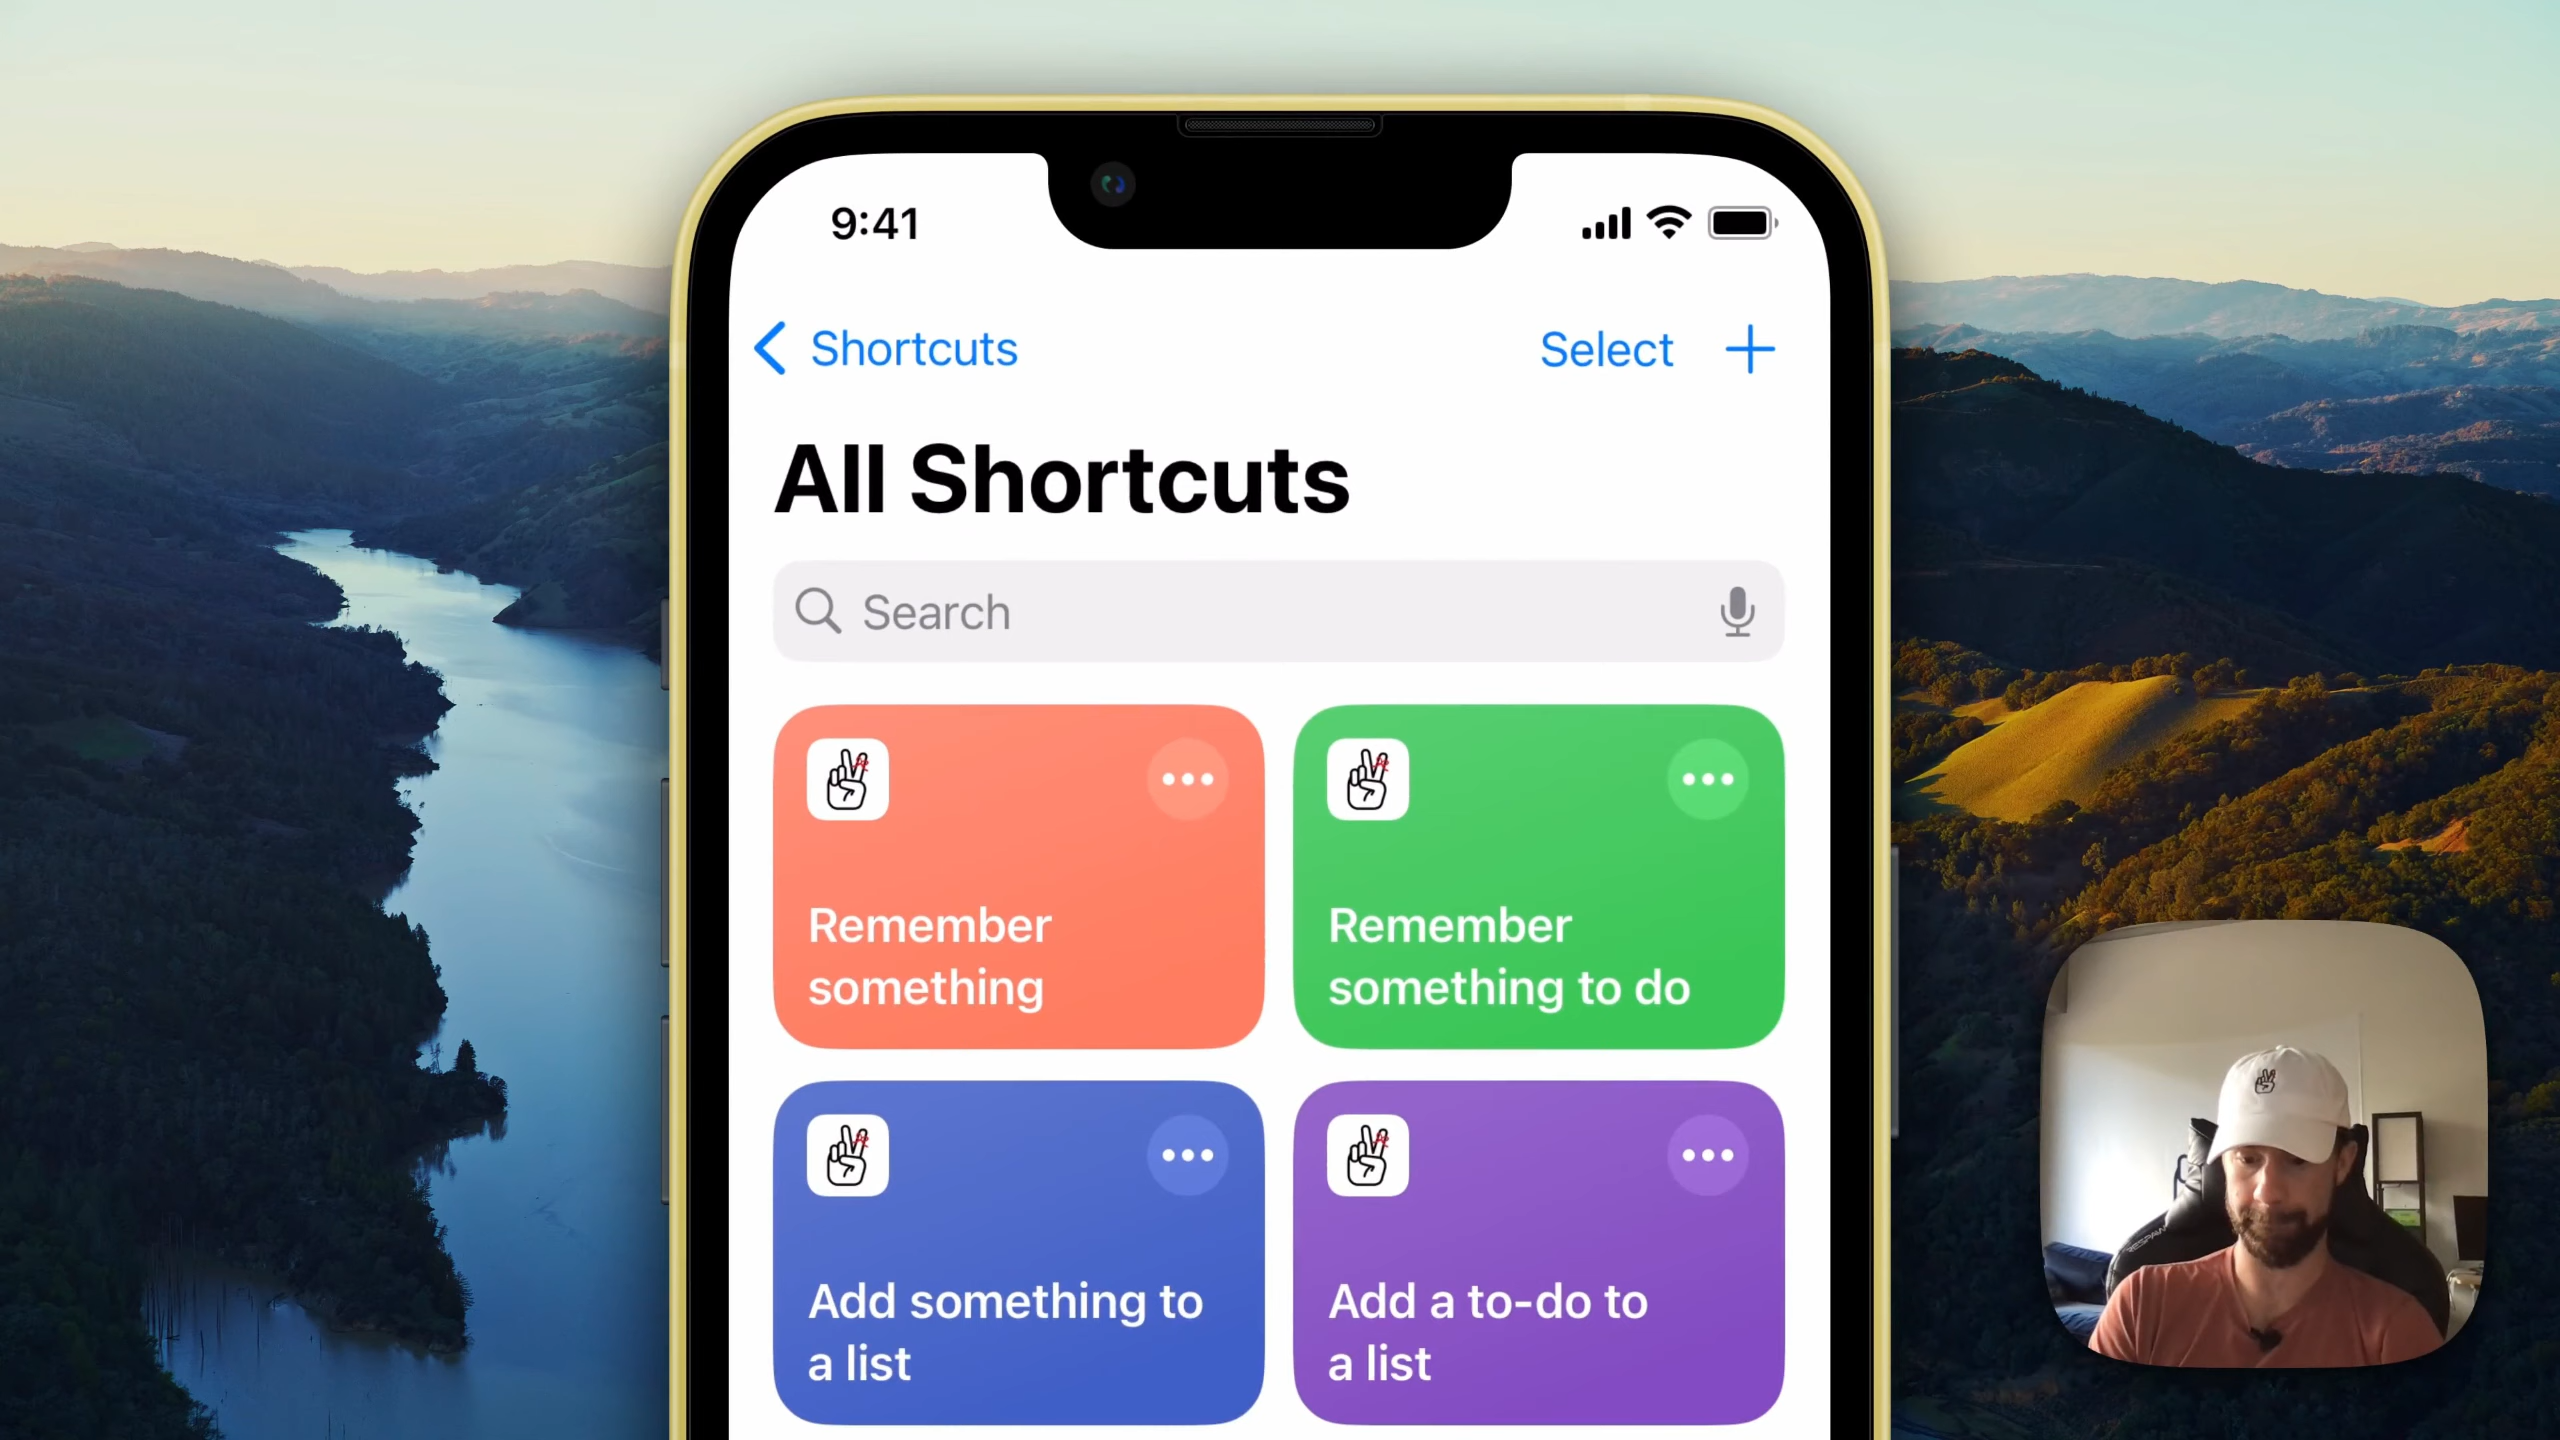 9:41
Shortcuts
Select
All Shortcuts
Search
Remember
something
Remember
something to do
Add something to
a list
Add a to-do to
a list
RESPAWN